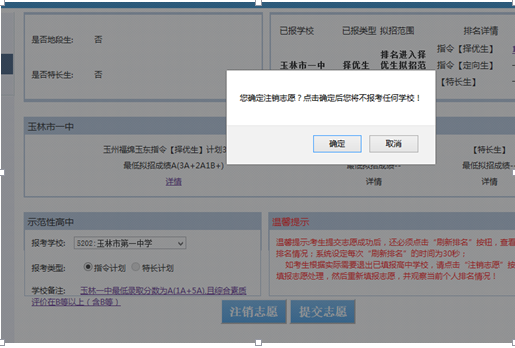 是否地段生: 否
是否特长生: 否
已报学校 已报类型 拟招范围 排名详情
玉林市一中 择优生 排名进入择
优生拟招范
指令【择优生】
指令【定向生】
【特长生】
您确定注销志愿？点击确定后您将不报考任何学校！
确定 取消
玉林市一中
玉州福绵玉东指令【择优生】计划3
最低拟招成绩A(3A+2A1B+)
详情
最低拟招成绩--
详情
【特长生】
最低拟招成绩--
详情
示范性高中
报考学校: 3202:玉林市第一中学
报考类型: 指令计划 特长计划
学校备注: 玉林一中最低录取分数为A(1A+5A),且综合素质
评价在B等以上（含B等）
温馨提示
温馨提示:考生提交志愿成功后，还必须点击“刷新排名”按钮，查看
排名情况；系统设定每次“刷新排名”的时间为30秒；
如考生根据实际需要退出已填报高中学校，请点击“注销志愿”按
填报志愿处理，然后重新填报志愿，并观察当前个人排名情况！
注销志愿 提交志愿